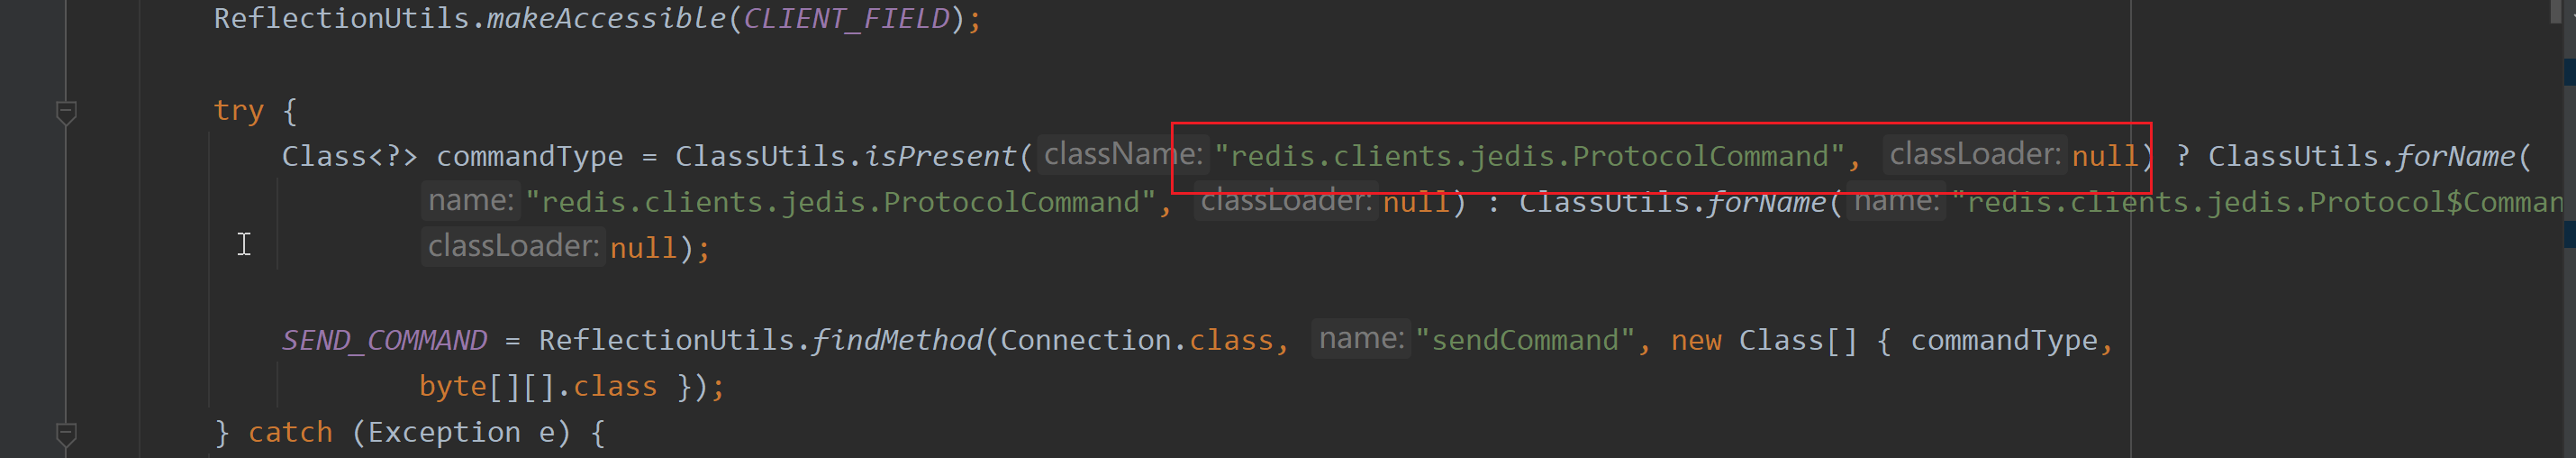 ReflectionUtils.makeAccessible(CLIENT_FIELD);
try {
Class<?> commandType = ClassUtils.isPresent( className: "redis.clients.jedis.ProtocolCommand", classLoader: null) ? ClassUtils.forName(
name: "redis.clients.jedis.ProtocolCommand", classLoader: null) : ClassUtils.forName( name: "redis.clients.jedis.Protocol$Comman
classLoader: null);
SEND_COMMAND = ReflectionUtils.findMethod(Connection.class, name: "sendCommand", new Class[] { commandType,
byte[][].class });
} catch (Exception e) {